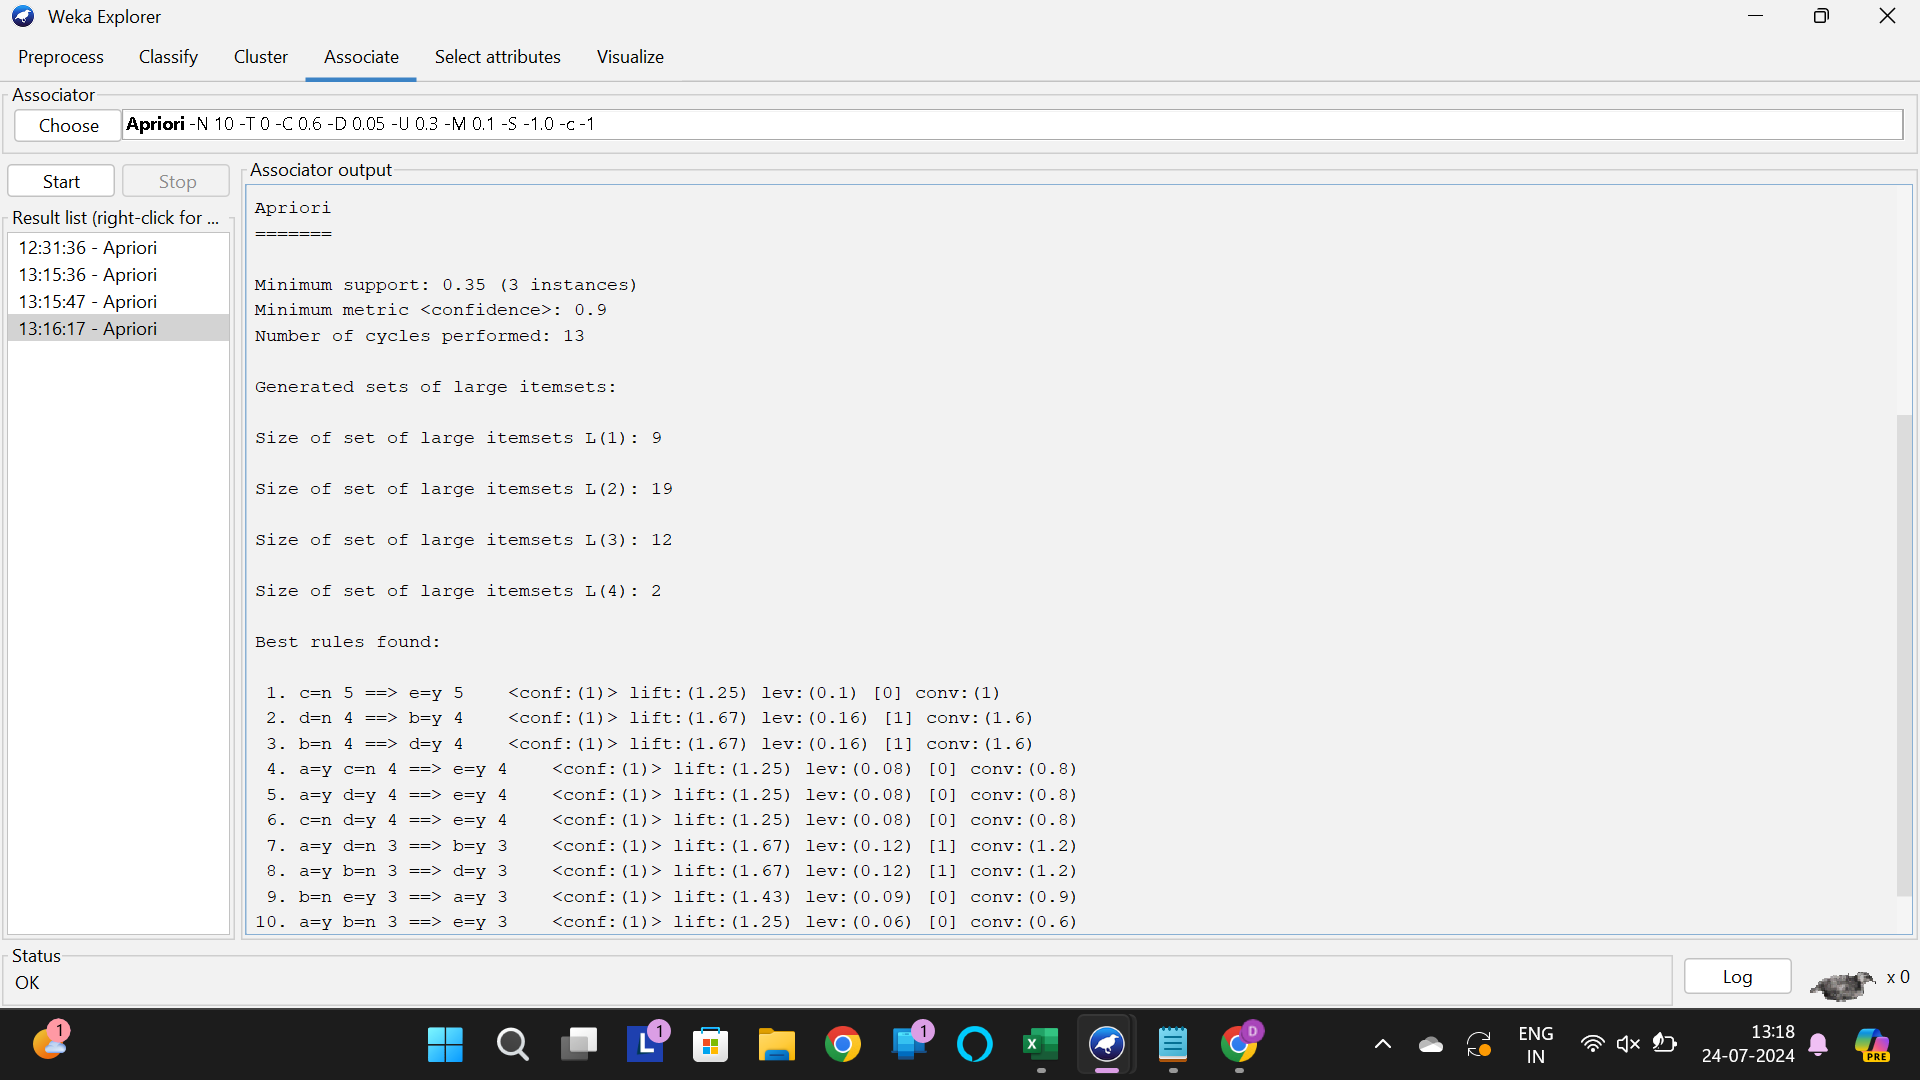 Weka Explorer
Preprocess Classify Cluster Associate Select attributes Visualize
Associator
Choose Apriori -N 10 -T 0 -C 0.6 -D 0.05 -U 0.3 -M 0.1 -S -1.0 -c -1
Start Stop
Result list (right-click for ...
12:31:36 - Apriori
13:15:36 - Apriori
13:15:47 - Apriori
13:16:17 - Apriori
Associator output
Apriori
=======
Minimum support: 0.35 (3 instances)
Minimum metric <confidence>: 0.9
Number of cycles performed: 13
Generated sets of large itemsets:
Size of set of large itemsets L(1): 9
Size of set of large itemsets L(2): 19
Size of set of large itemsets L(3): 12
Size of set of large itemsets L(4): 2
Best rules found:
1. c=n 5 ==> e=y 5 <conf:(1)> lift:(1.25) lev:(0.1) [0] conv:(1)
2. d=n 4 ==> b=y 4 <conf:(1)> lift:(1.67) lev:(0.16) [1] conv:(1.6)
3. b=n 4 ==> d=y 4 <conf:(1)> lift:(1.67) lev:(0.16) [1] conv:(1.6)
4. a=y c=n 4 ==> e=y 4 <conf:(1)> lift:(1.25) lev:(0.08) [0] conv:(0.8)
5. a=y d=y 4 ==> e=y 4 <conf:(1)> lift:(1.25) lev:(0.08) [0] conv:(0.8)
6. c=n d=y 4 ==> e=y 4 <conf:(1)> lift:(1.25) lev:(0.08) [0] conv:(0.8)
7. a=y d=n 3 ==> b=y 3 <conf:(1)> lift:(1.67) lev:(0.12) [1] conv:(1.2)
8. a=y b=n 3 ==> d=y 3 <conf:(1)> lift:(1.67) lev:(0.12) [1] conv:(1.2)
9. b=n e=y 3 ==> a=y 3 <conf:(1)> lift:(1.43) lev:(0.09) [0] conv:(0.9)
10. a=y b=n 3 ==> e=y 3 <conf:(1)> lift:(1.25) lev:(0.06) [0] conv:(0.6)
Status
OK
Log x 0
1 L 1 1 X D
ENG
IN
13:18
24-07-2024
PRE